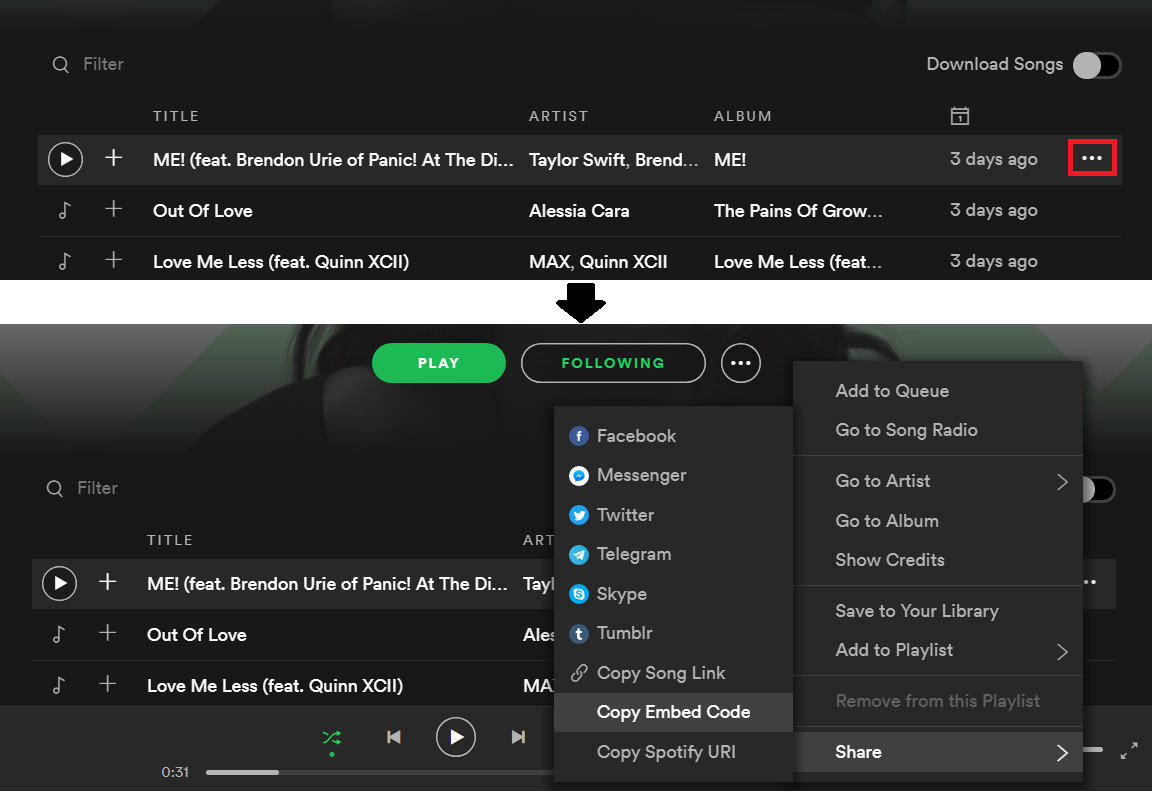 Filter
Download Songs
TITLE ARTIST ALBUM
1
ME! (feat. Brendon Urie of Panic! At The Di... Taylor Swift, Brend... ME! 3 days ago
Out Of Love Alessia Cara The Pains Of Grow... 3 days ago
Love Me Less (feat. Quinn XCII) MAX, Quinn XCII Love Me Less (feat... 3 days ago
PLAY FOLLOWING
Filter
TITLE ART
ME! (feat. Brendon Urie of Panic! At The Di... Tayl
Out Of Love Ales
Love Me Less (feat. Quinn XCII) MA
0:31
Facebook
Messenger
Twitter
Telegram
Skype
Tumblr
Copy Song Link
Copy Embed Code
Copy Spotify URI
Add to Queue
Go to Song Radio
Go to Artist
Go to Album
Show Credits
Save to Your Library
Add to Playlist
Remove from this Playlist
Share